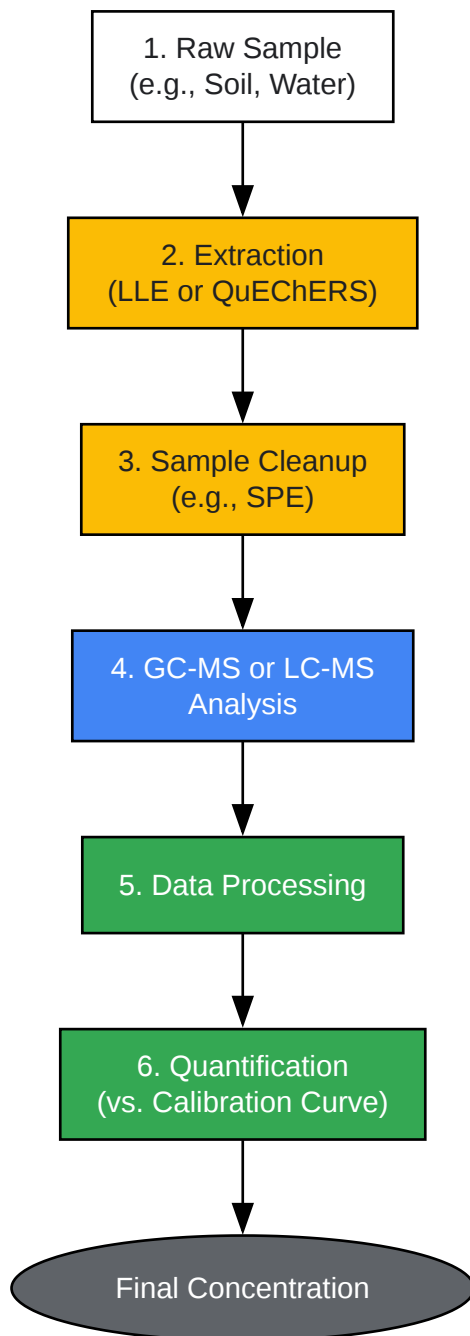 1. Raw Sample
(e.g., Soil, Water)
2. Extraction
(LLE or QuEChERS)
3. Sample Cleanup
(e.g., SPE)
4. GC-MS or LC-MS
Analysis
5. Data Processing
6. Quantification
(vs. Calibration Curve)
Final Concentration